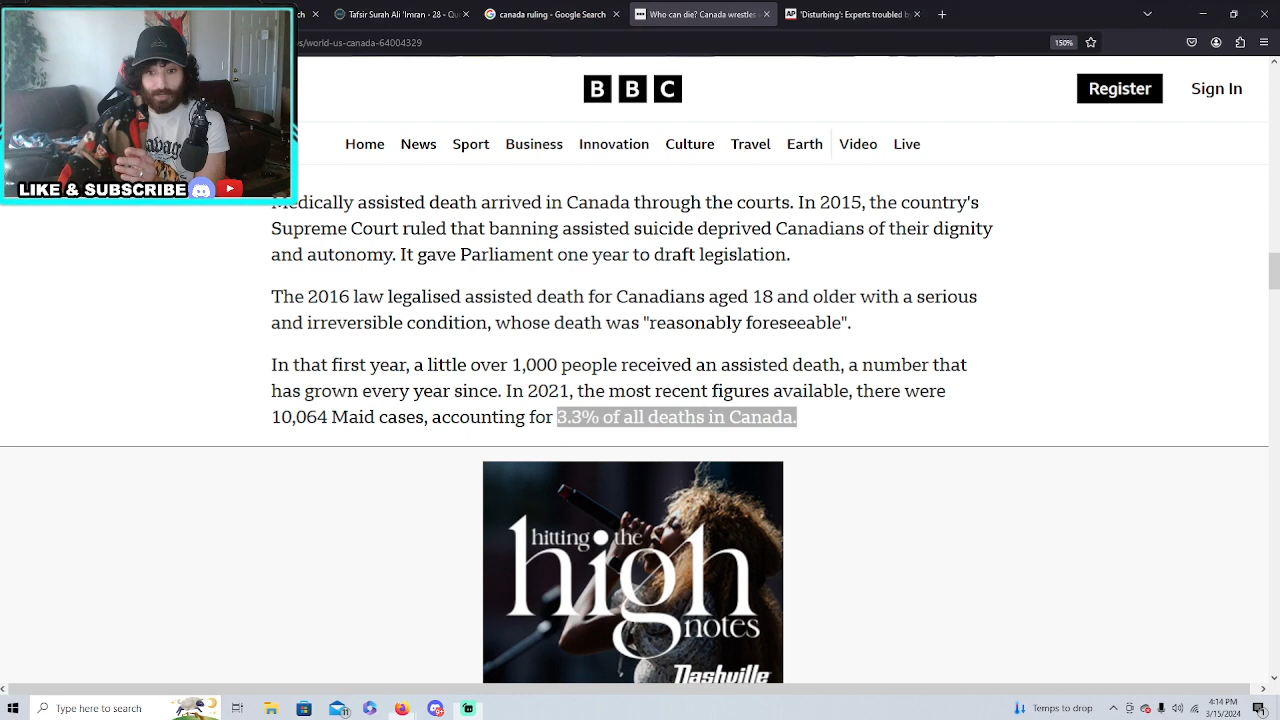 ch
Tafsir Surah Ali 'Imran - 28 - Qu
canada ruling - Google Search
Who can die? Canada wrestles
'Disturbing': Experts troubled by
s/world-us-canada-64004329
150%
BBC
Register
Sign In
Home News Sport Business Innovation Culture Travel Earth Video Live
LIKE & SUBSCRIBE
Medically assisted death arrived in Canada through the courts. In 2015, the country's
Supreme Court ruled that banning assisted suicide deprived Canadians of their dignity
and autonomy. It gave Parliament one year to draft legislation.
The 2016 law legalised assisted death for Canadians aged 18 and older with a serious
and irreversible condition, whose death was "reasonably foreseeable".
In that first year, a little over 1,000 people received an assisted death, a number that
has grown every year since. In 2021, the most recent figures available, there were
10,064 Maid cases, accounting for 3.3% of all deaths in Canada.
hitting the
high
notes
Nashville
Type here to search
Temps to drop
4:14 PM
3/15/2024